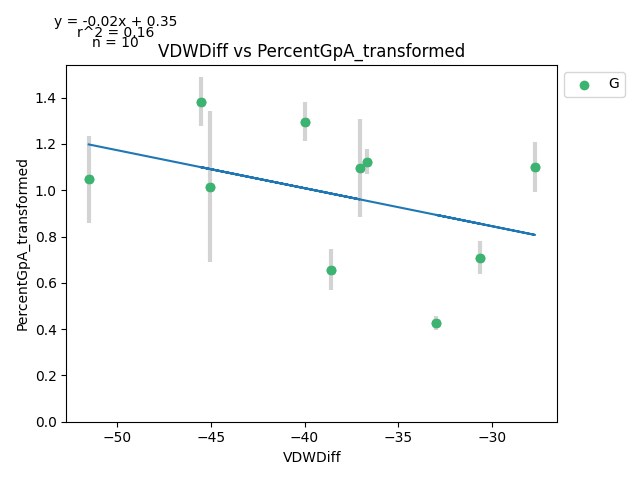 y = -0.02x + 0.35
r^2 = 0.16
n = 10
VDWDiff vs PercentGpA_transformed
G
PercentGpA_transformed
1.4
1.2
1.0
0.8
0.6
0.4
0.2
0.0
−50
−45
−40
−35
−30
VDWDiff